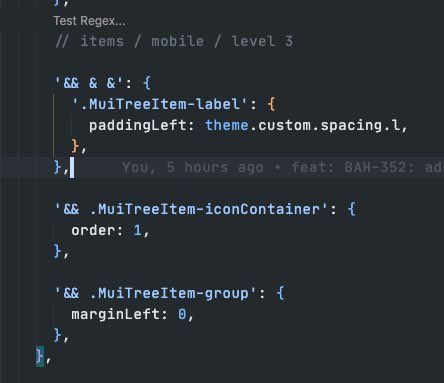 },
Test Regex...
// items / mobile / level 3
'&& & &': {
'.MuiTreeItem-label': {
paddingLeft: theme.custom.spacing.l,
},
}, You, 5 hours ago • feat: BAH-352: ad
'&& .MuiTreeItem-iconContainer': {
order: 1,
},
'&& .MuiTreeItem-group': {
marginLeft: 0,
},
},